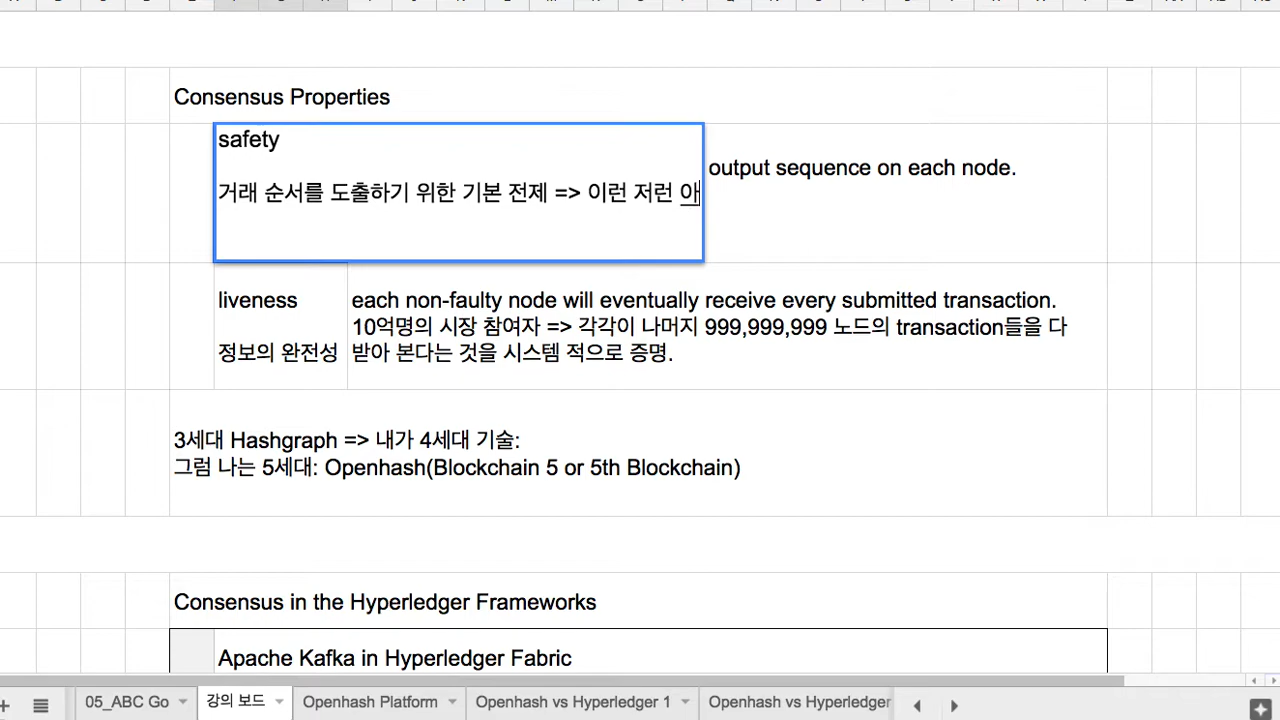 Consensus Properties
safety
output sequence on each node.
거래 순서를 도출하기 위한 기본 전제 => 이런 저런 아
liveness
each non-faulty node will eventually receive every submitted transaction.
10억명의 시장 참여자 => 각각이 나머지 999,999,999 노드의 transaction들을 다
정보의 완전성
받아 본다는 것을 시스템 적으로 증명.
3세대 Hashgraph => 내가 4세대 기술:
그럼 나는 5세대: Openhash(Blockchain 5 or 5th Blockchain)
Consensus in the Hyperledger Frameworks
Apache Kafka in Hyperledger Fabric
05_ABC Go
강의 보드
Openhash Platform
Openhash vs Hyperledger 1
Openhash vs Hyperledger